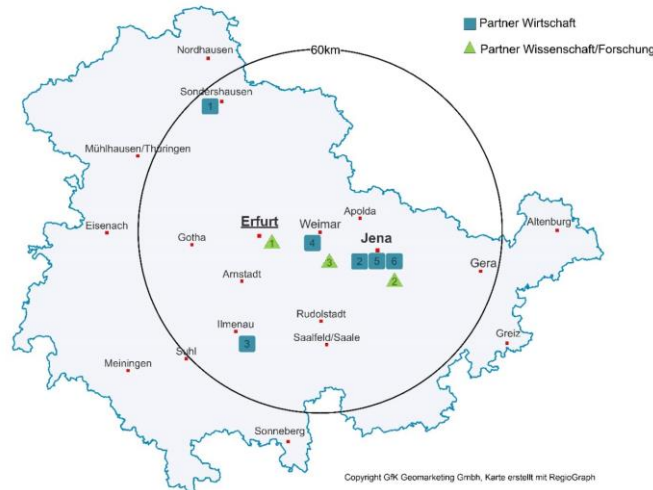 Partner Wirtschaft
Partner Wissenschaft/Forschung
60km
Nordhausen
Sondershausen
1
Mühlhausen/Thüringen
Eisenach
Gotha
Erfurt
1
Weimar
4
3
Apolda
Jena
2 5 6
2
Altenburg
Gera
Arnstadt
Rudolstadt
Ilmenau
3
Saalfeld/Saale
Suhl
Meiningen
Greiz
Sonneberg
Copyright GfK Geomarketing Gmbh, Karte erstellt mit RegioGraph